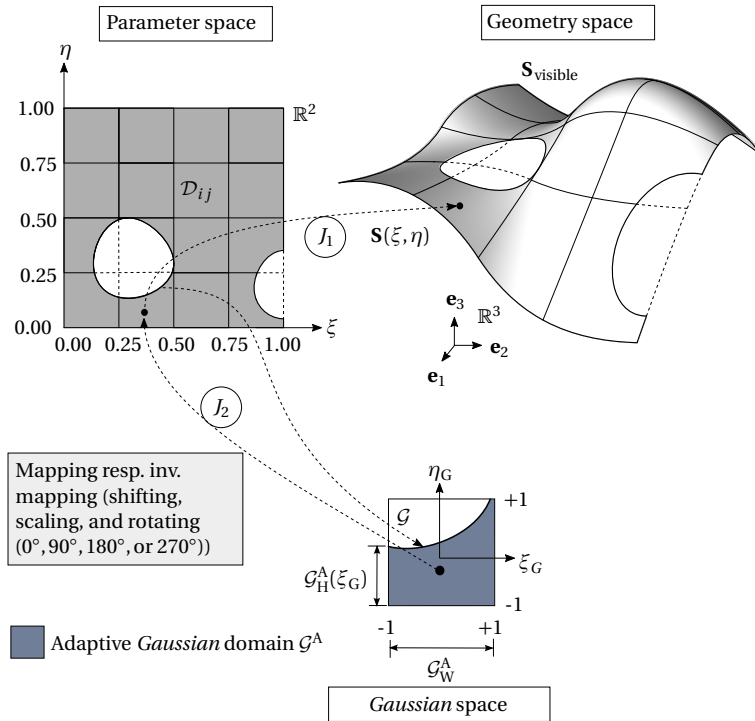 Parameter space
Geometry space
η
S_visible
1.00
ℝ²
0.75
𝒟_ij
0.50
J₁
S(ξ, η)
0.25
0.00
ξ
0.00 0.25 0.50 0.75 1.00
e₃
ℝ³
e₂
e₁
J₂
Mapping resp. inv.
mapping (shifting,
scaling, and rotating
(0°, 90°, 180°, or 270°))
η_G
+1
𝒢
ξ_G
𝒢_H^A(ξ_G)
-1
-1 +1
Adaptive Gaussian domain 𝒢^A
𝒢_W^A
Gaussian space